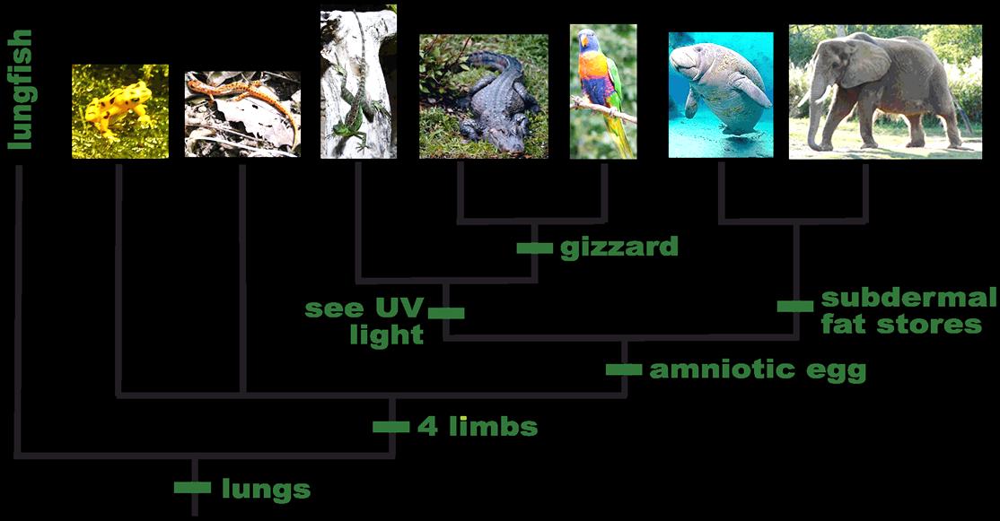 lungfish
gizzard
see UV
light
subdermal
fat stores
amniotic egg
4 limbs
lungs